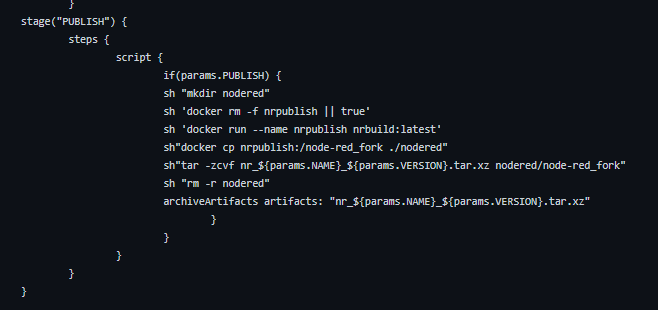 }
stage("PUBLISH") {
steps {
script {
if(params.PUBLISH) {
sh "mkdir nodered"
sh 'docker rm -f nrpublish || true'
sh 'docker run --name nrpublish nrbuild:latest'
sh"docker cp nrpublish:/node-red_fork ./nodered"
sh"tar -zcvf nr_${params.NAME}_${params.VERSION}.tar.xz nodered/node-red_fork"
sh "rm -r nodered"
archiveArtifacts artifacts: "nr_${params.NAME}_${params.VERSION}.tar.xz"
}
}
}
}
}